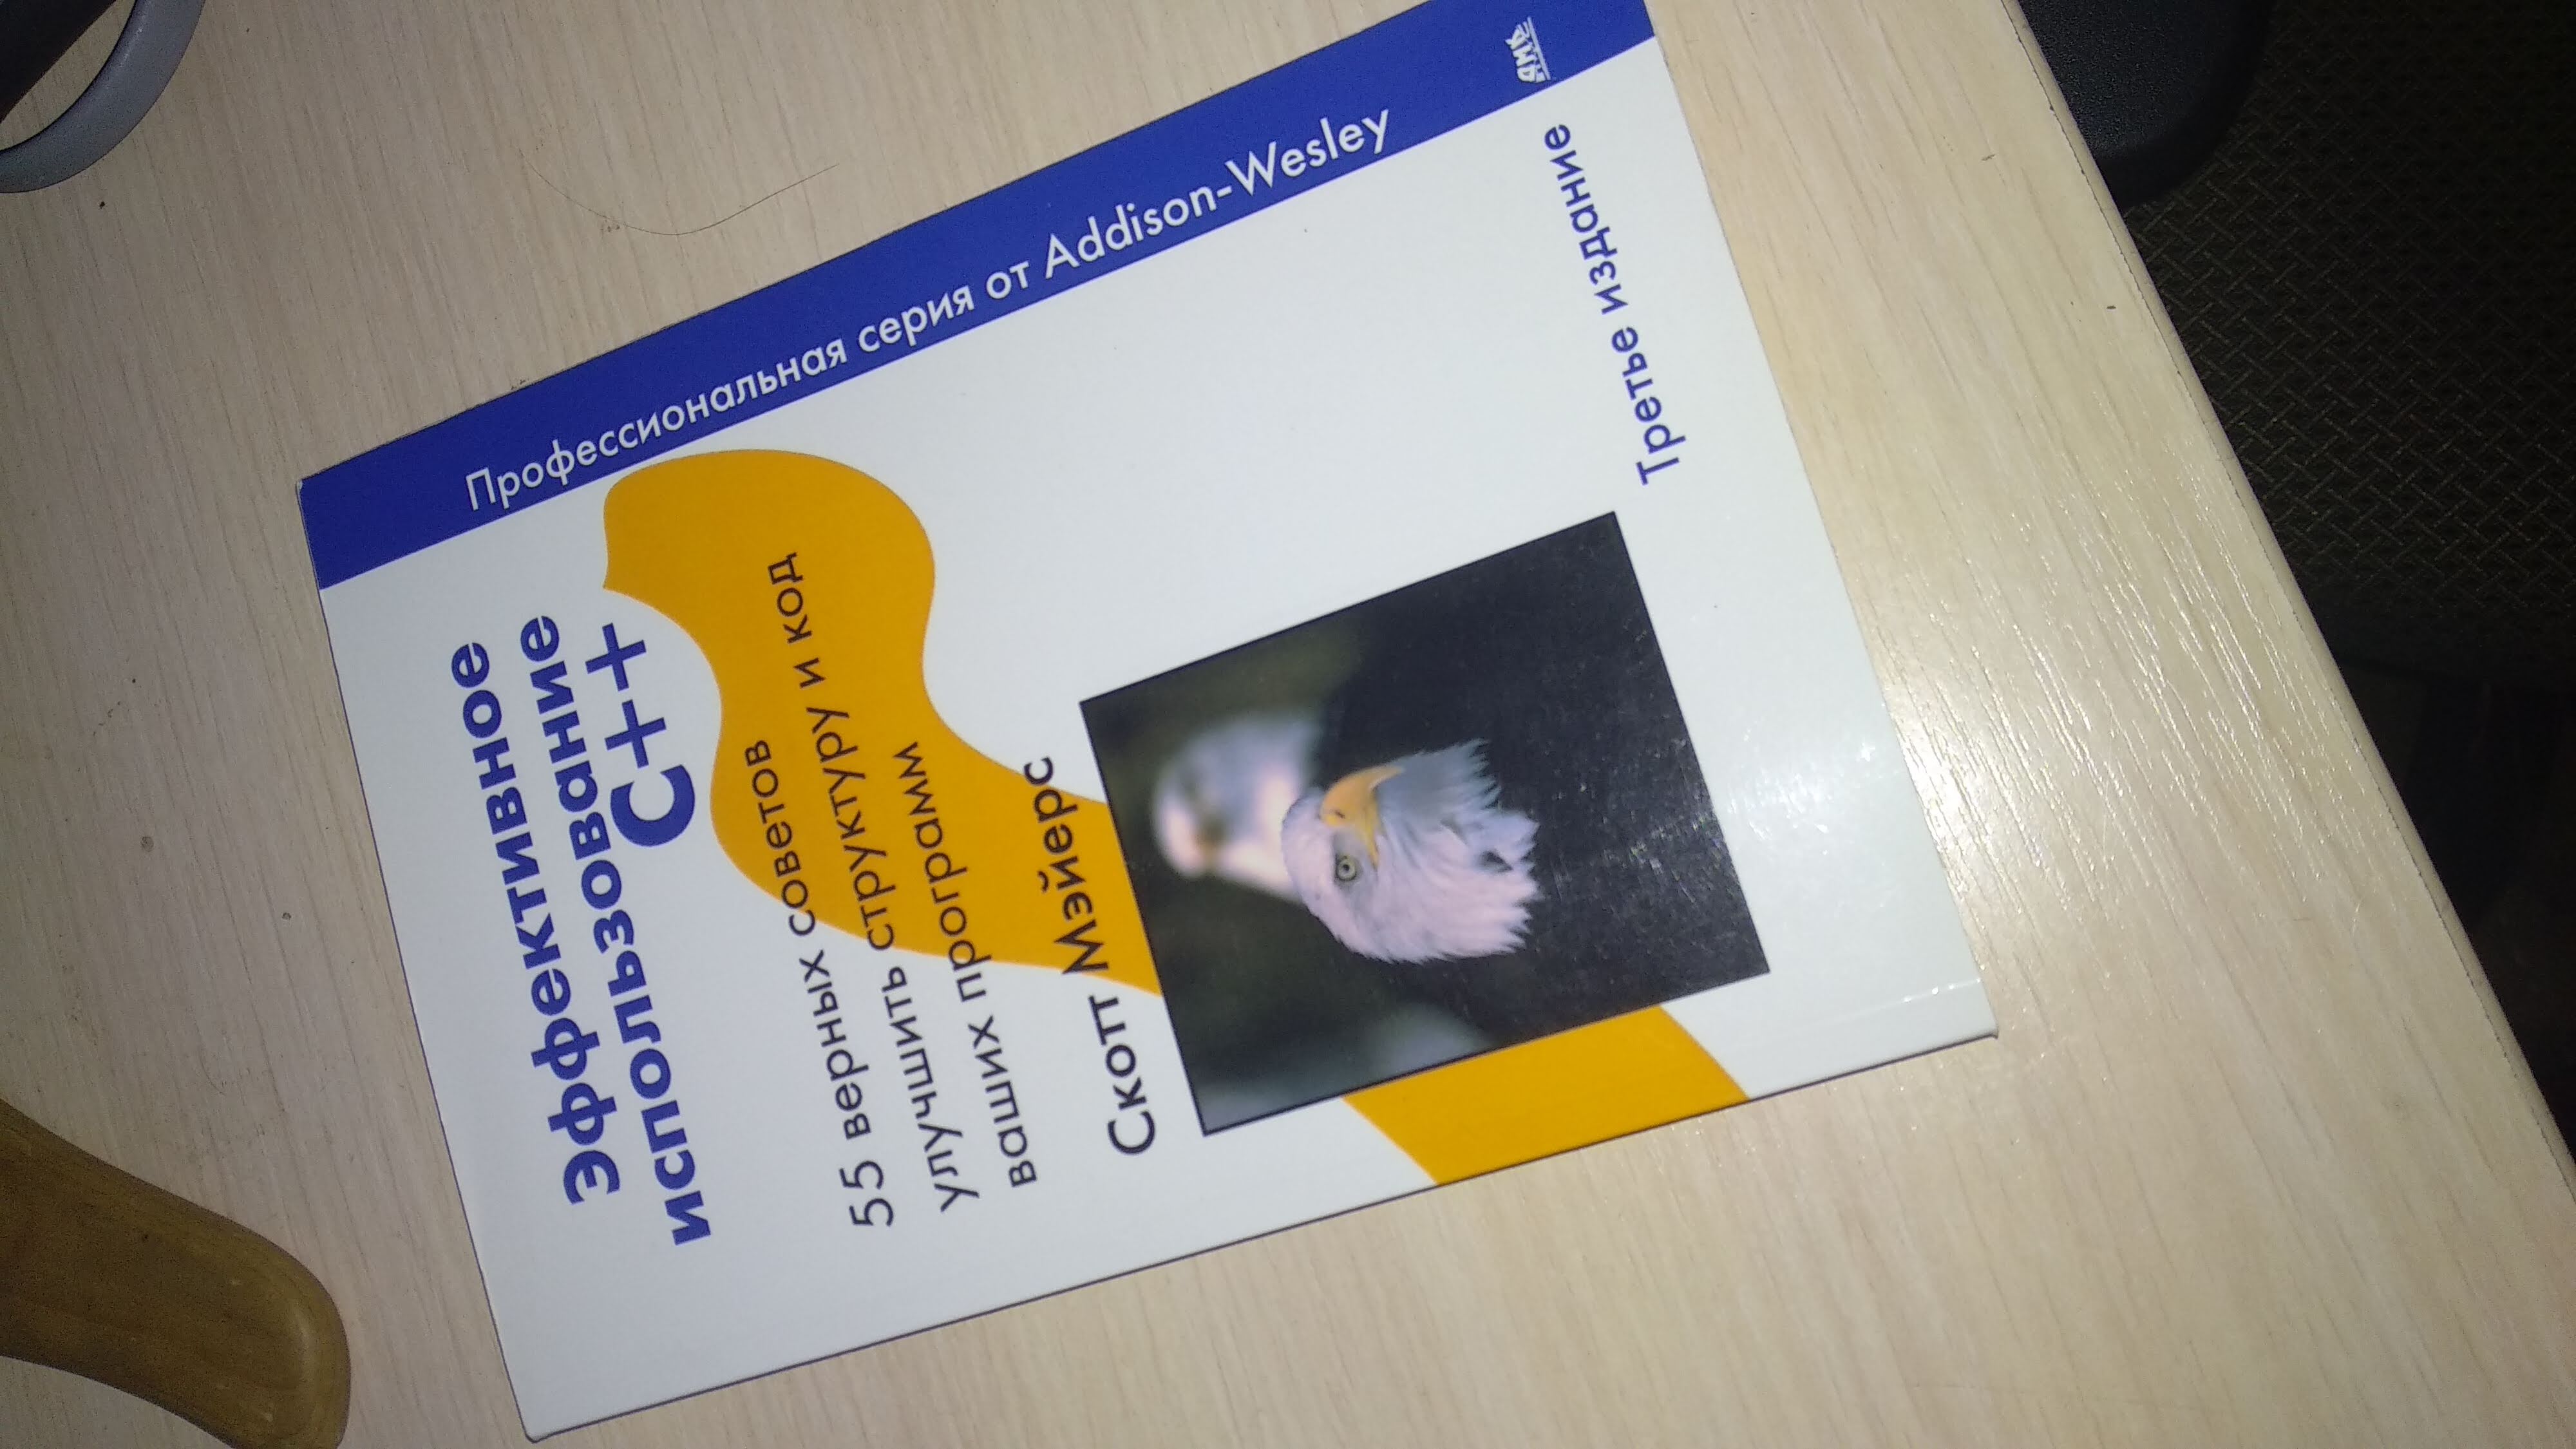 Эффективное
использование
C++
55 верных советов
улучшить структуру и код
ваших программ
Скотт Мэйерс
Третье издание
Профессиональная серия от Addison-Wesley
ДМК